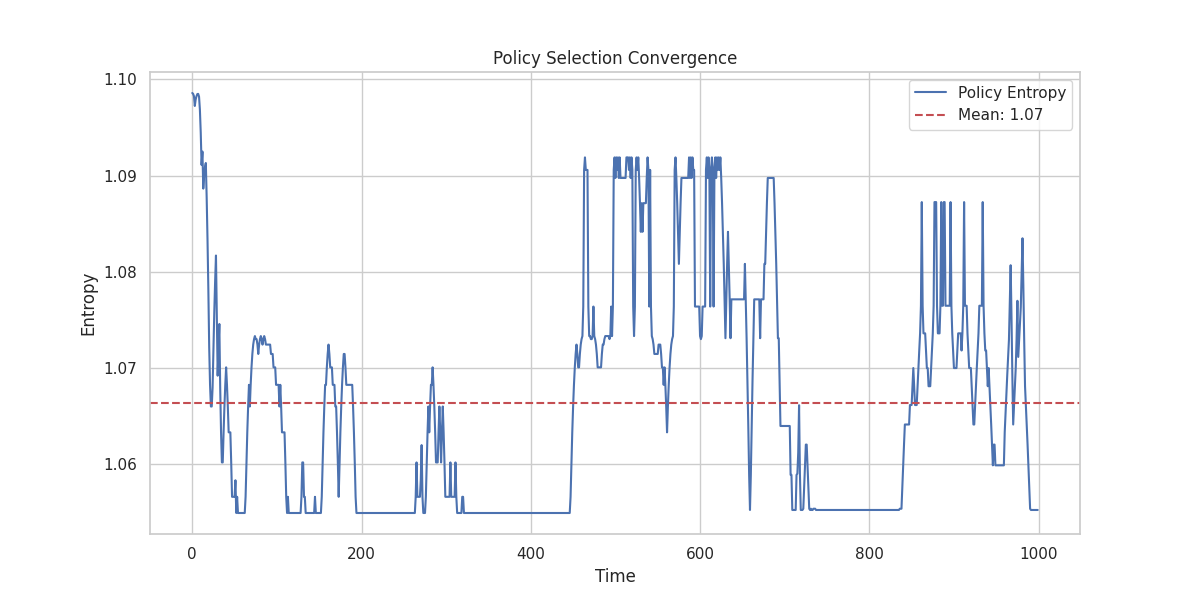 Policy Selection Convergence
1.10
1.09
1.08
1.07
1.06
Entropy
Policy Entropy
Mean: 1.07
0
200
400
600
800
1000
Time